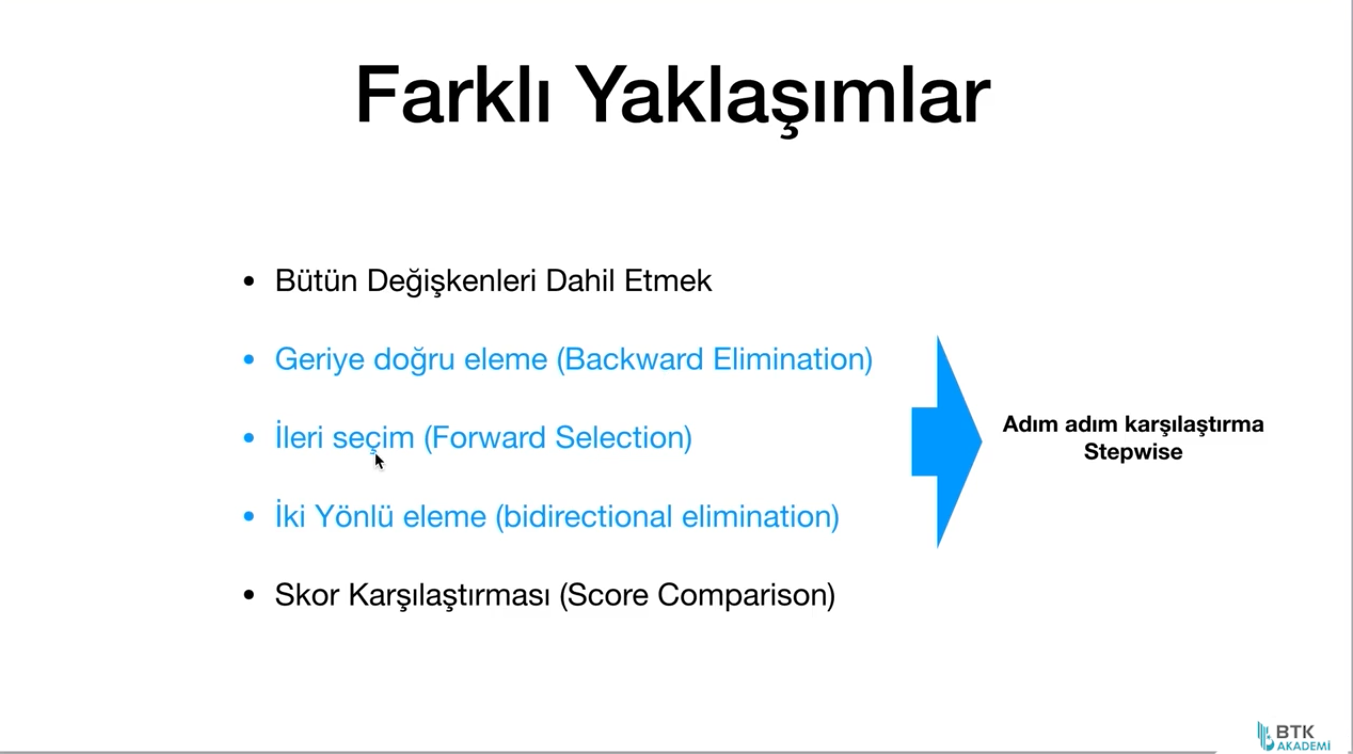 Farklı Yaklaşımlar
• Bütün Değişkenleri Dahil Etmek
• Geriye doğru eleme (Backward Elimination)
• İleri seçim (Forward Selection)
• İki Yönlü eleme (bidirectional elimination)
• Skor Karşılaştırması (Score Comparison)
Adım adım karşılaştırma
Stepwise
BTK
AKADEMİ